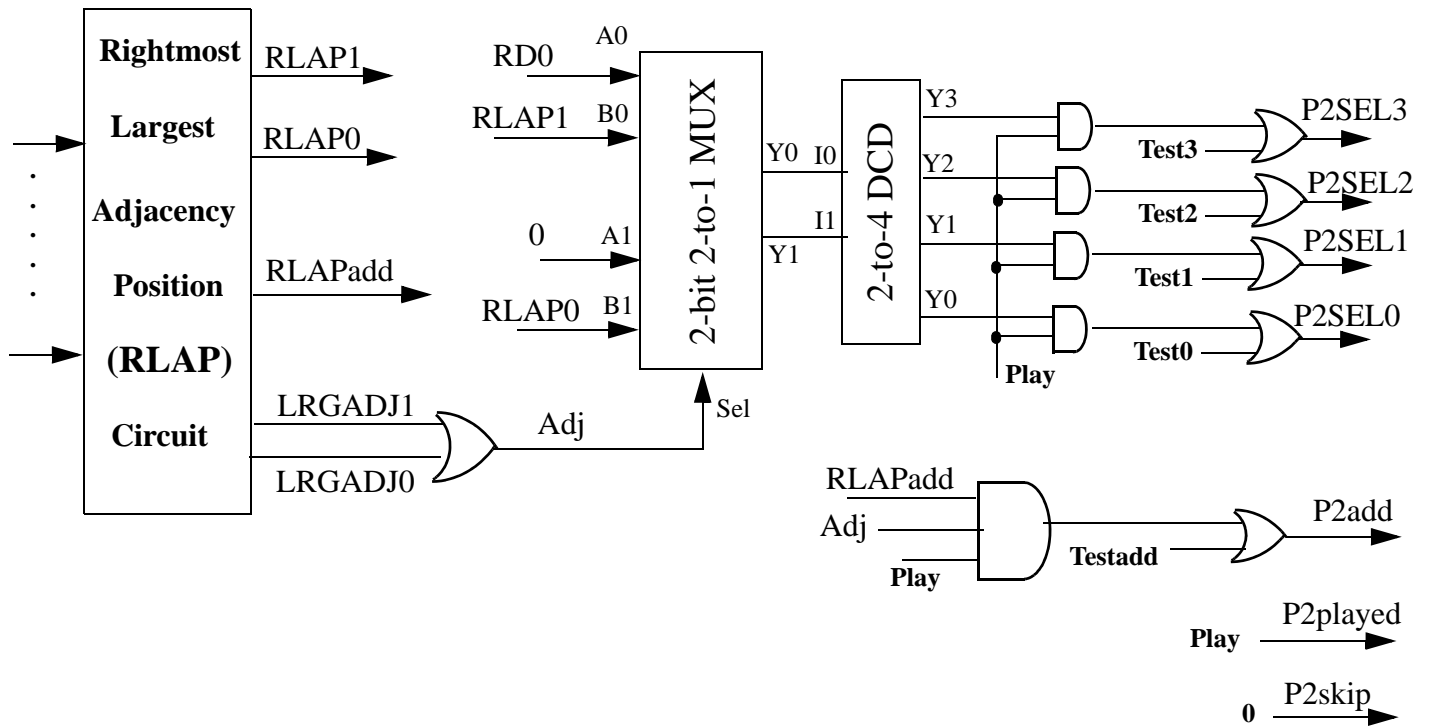 Rightmost
Largest
Adjacency
Position
(RLAP)
Circuit
RLAP1
RLAP0
RLAPadd
LRGADJ1
LRGADJ0
Adj
Sel
RD0
A0
RLAP1
B0
0
A1
RLAP0
B1
2-bit 2-to-1 MUX
Y0
Y1
I0
I1
2-to-4 DCD
Y3
Y2
Y1
Y0
Play
Test3
Test2
Test1
Test0
P2SEL3
P2SEL2
P2SEL1
P2SEL0
RLAPadd
Adj
Play
Testadd
P2add
Play
P2played
0
P2skip